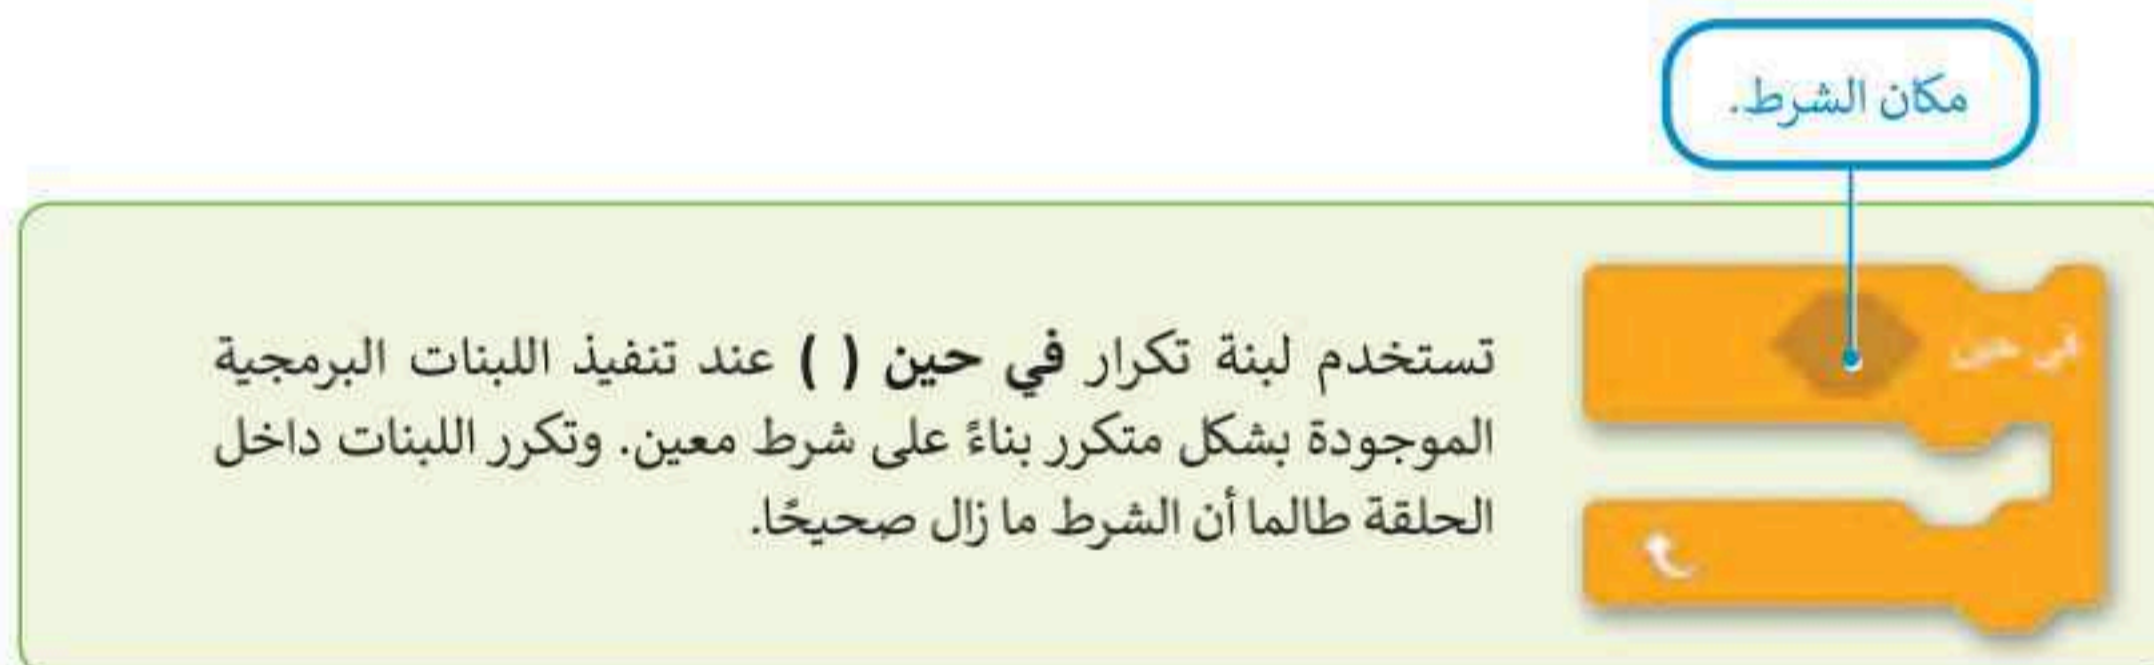 مكان الشرط.
في حين
تستخدم لبنة تكرار في حين ( ) عند تنفيذ اللبنات البرمجية
الموجودة بشكل متكرر بناءً على شرط معين. وتكرر اللبنات داخل
الحلقة طالما أن الشرط ما زال صحيحًا.